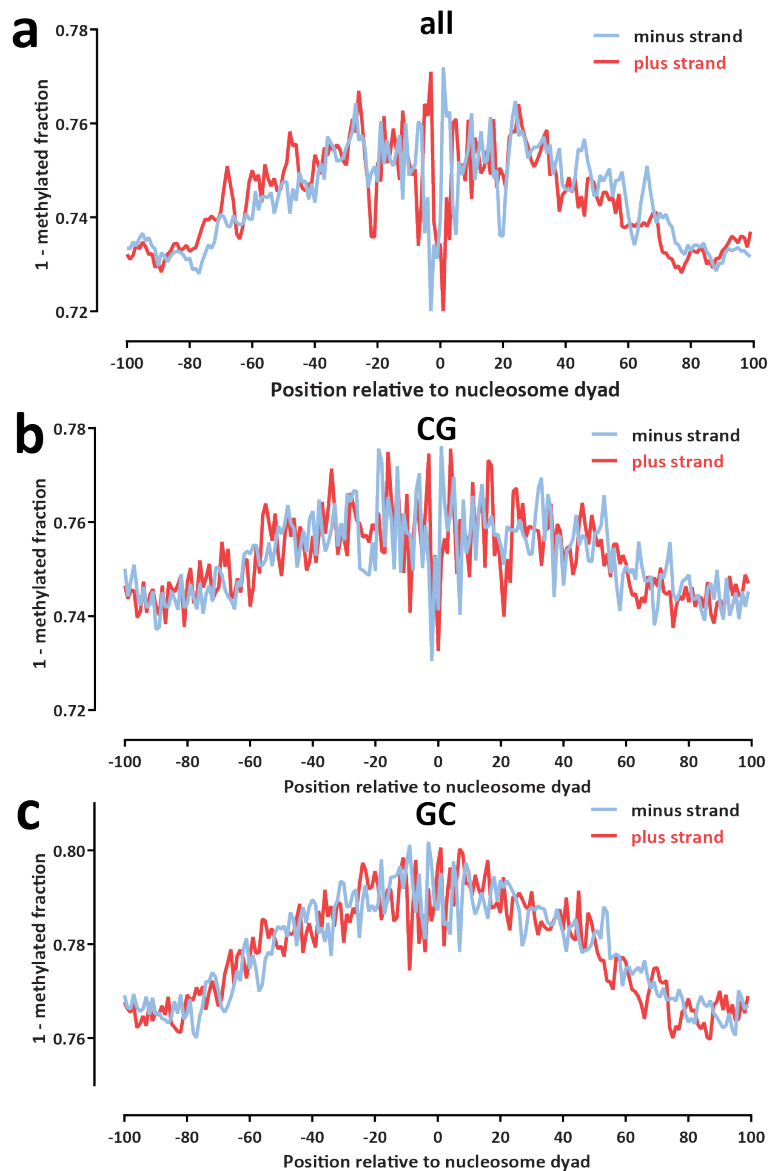 a
all
0.78
0.76
0.74
0.72
1 - methylated fraction
minus strand
plus strand
-100 -80 -60 -40 -20 0 20 40 60 80 100
Position relative to nucleosome dyad
b
CG
0.78
0.76
0.74
0.72
1 - methylated fraction
minus strand
plus strand
-100 -80 -60 -40 -20 0 20 40 60 80 100
Position relative to nucleosome dyad
c
GC
0.80
0.78
0.76
1 - methylated fraction
minus strand
plus strand
-100 -80 -60 -40 -20 0 20 40 60 80 100
Position relative to nucleosome dyad